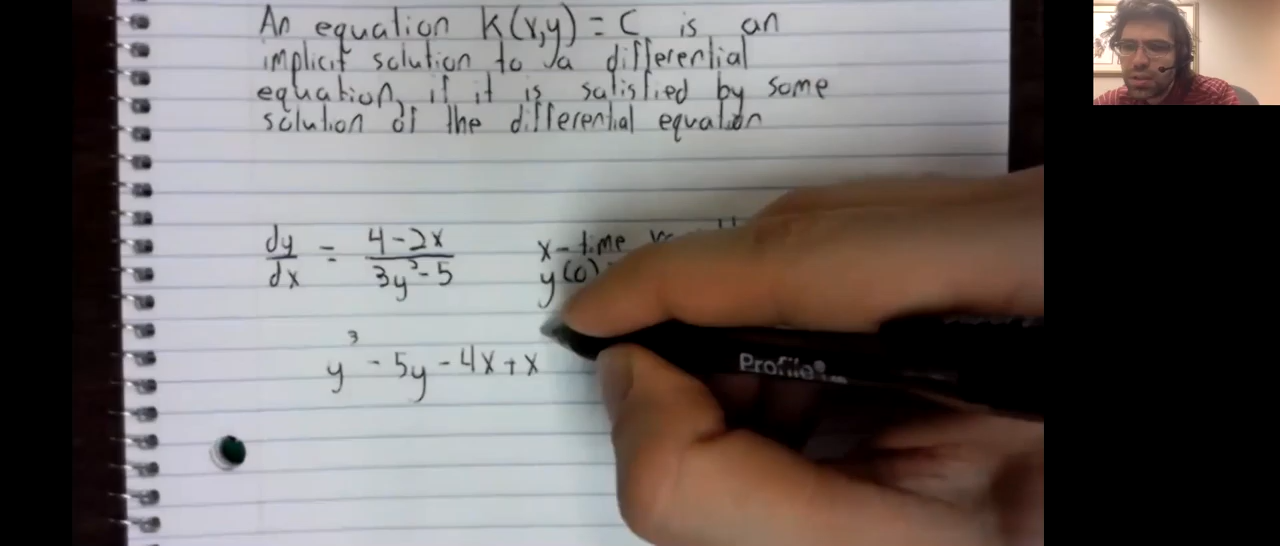 An equation K(x,y) = C is an
implicit solution to a differential
equation, if it is satisfied by some
solution of the differential equation
dy/dx = (4-2x)/(3y²-5)
x- time
y(0)
y³ - 5y - 4x + x
Profile